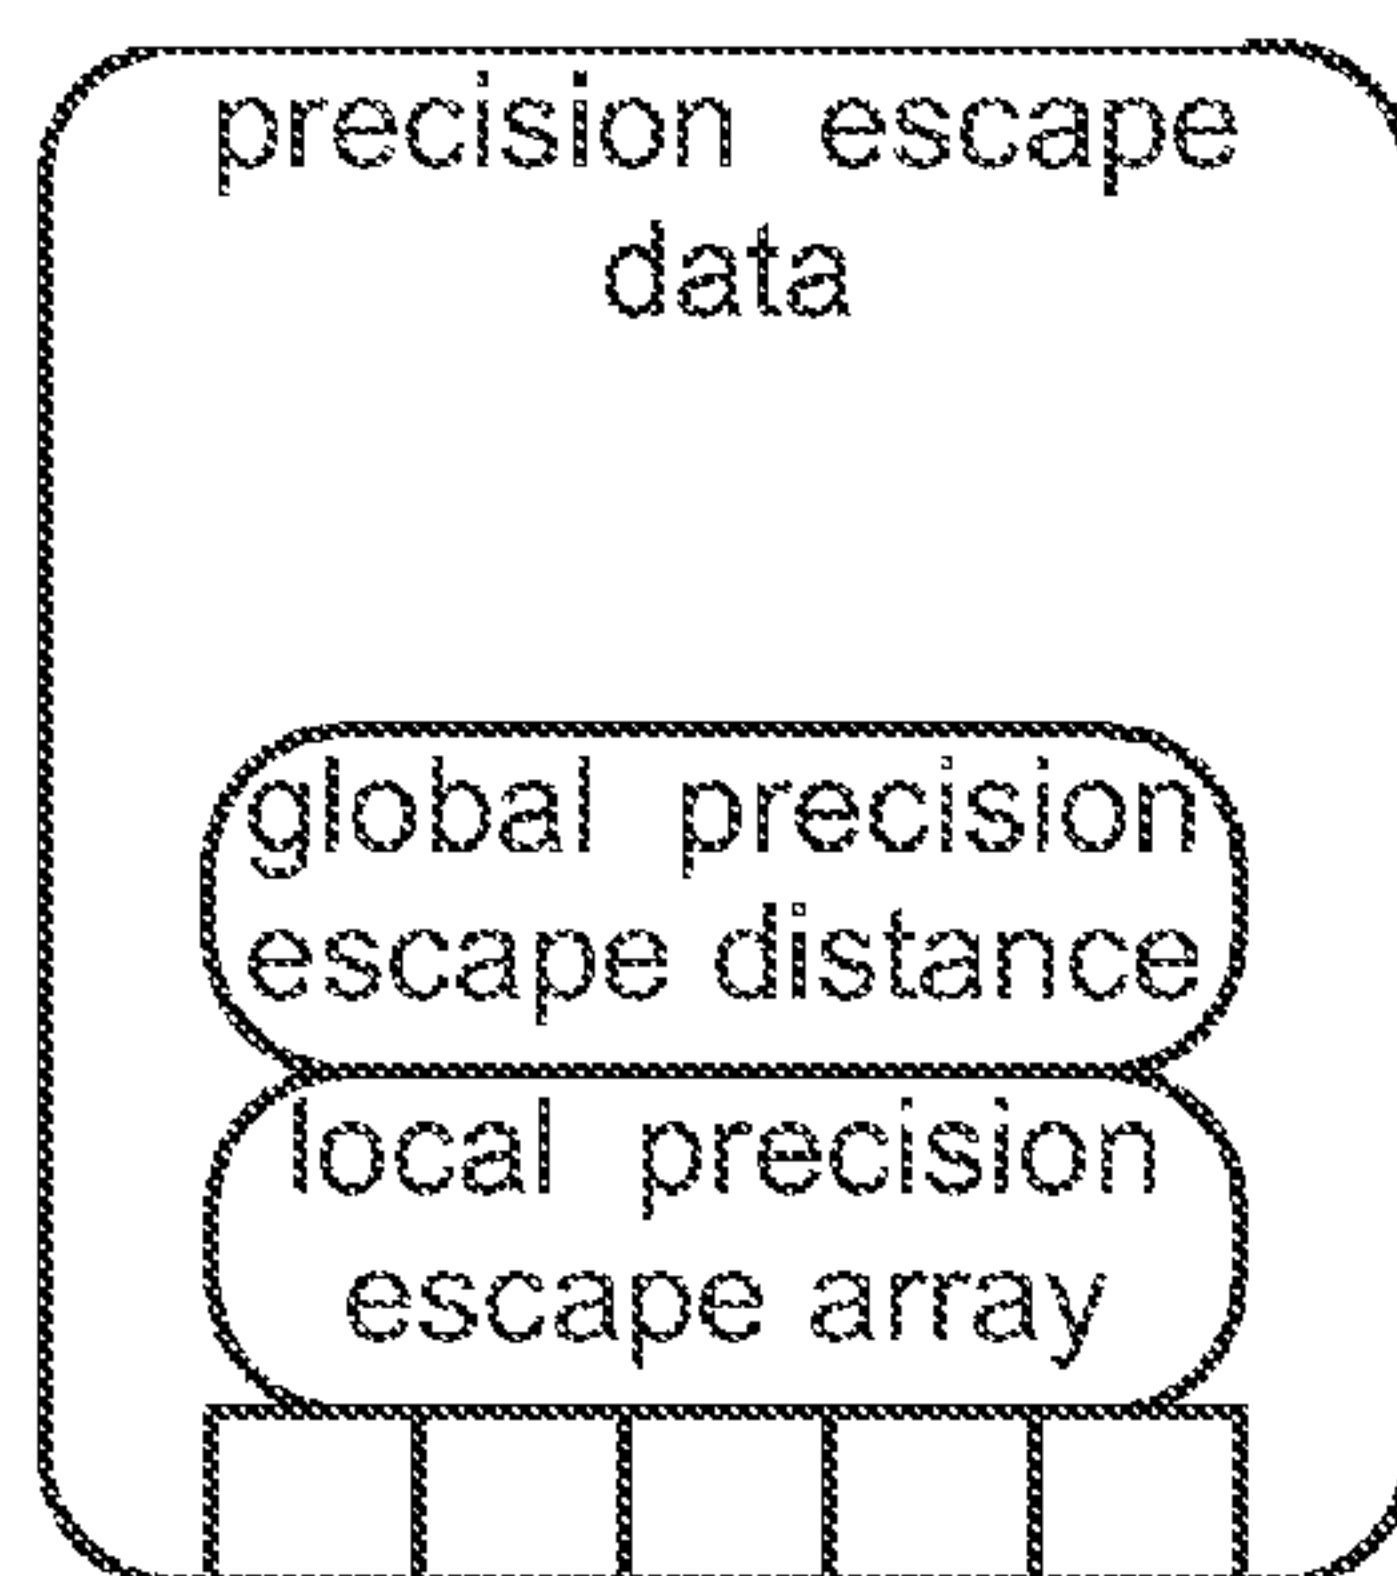 precision escape
data
global precision
escape distance
local precision
escape array